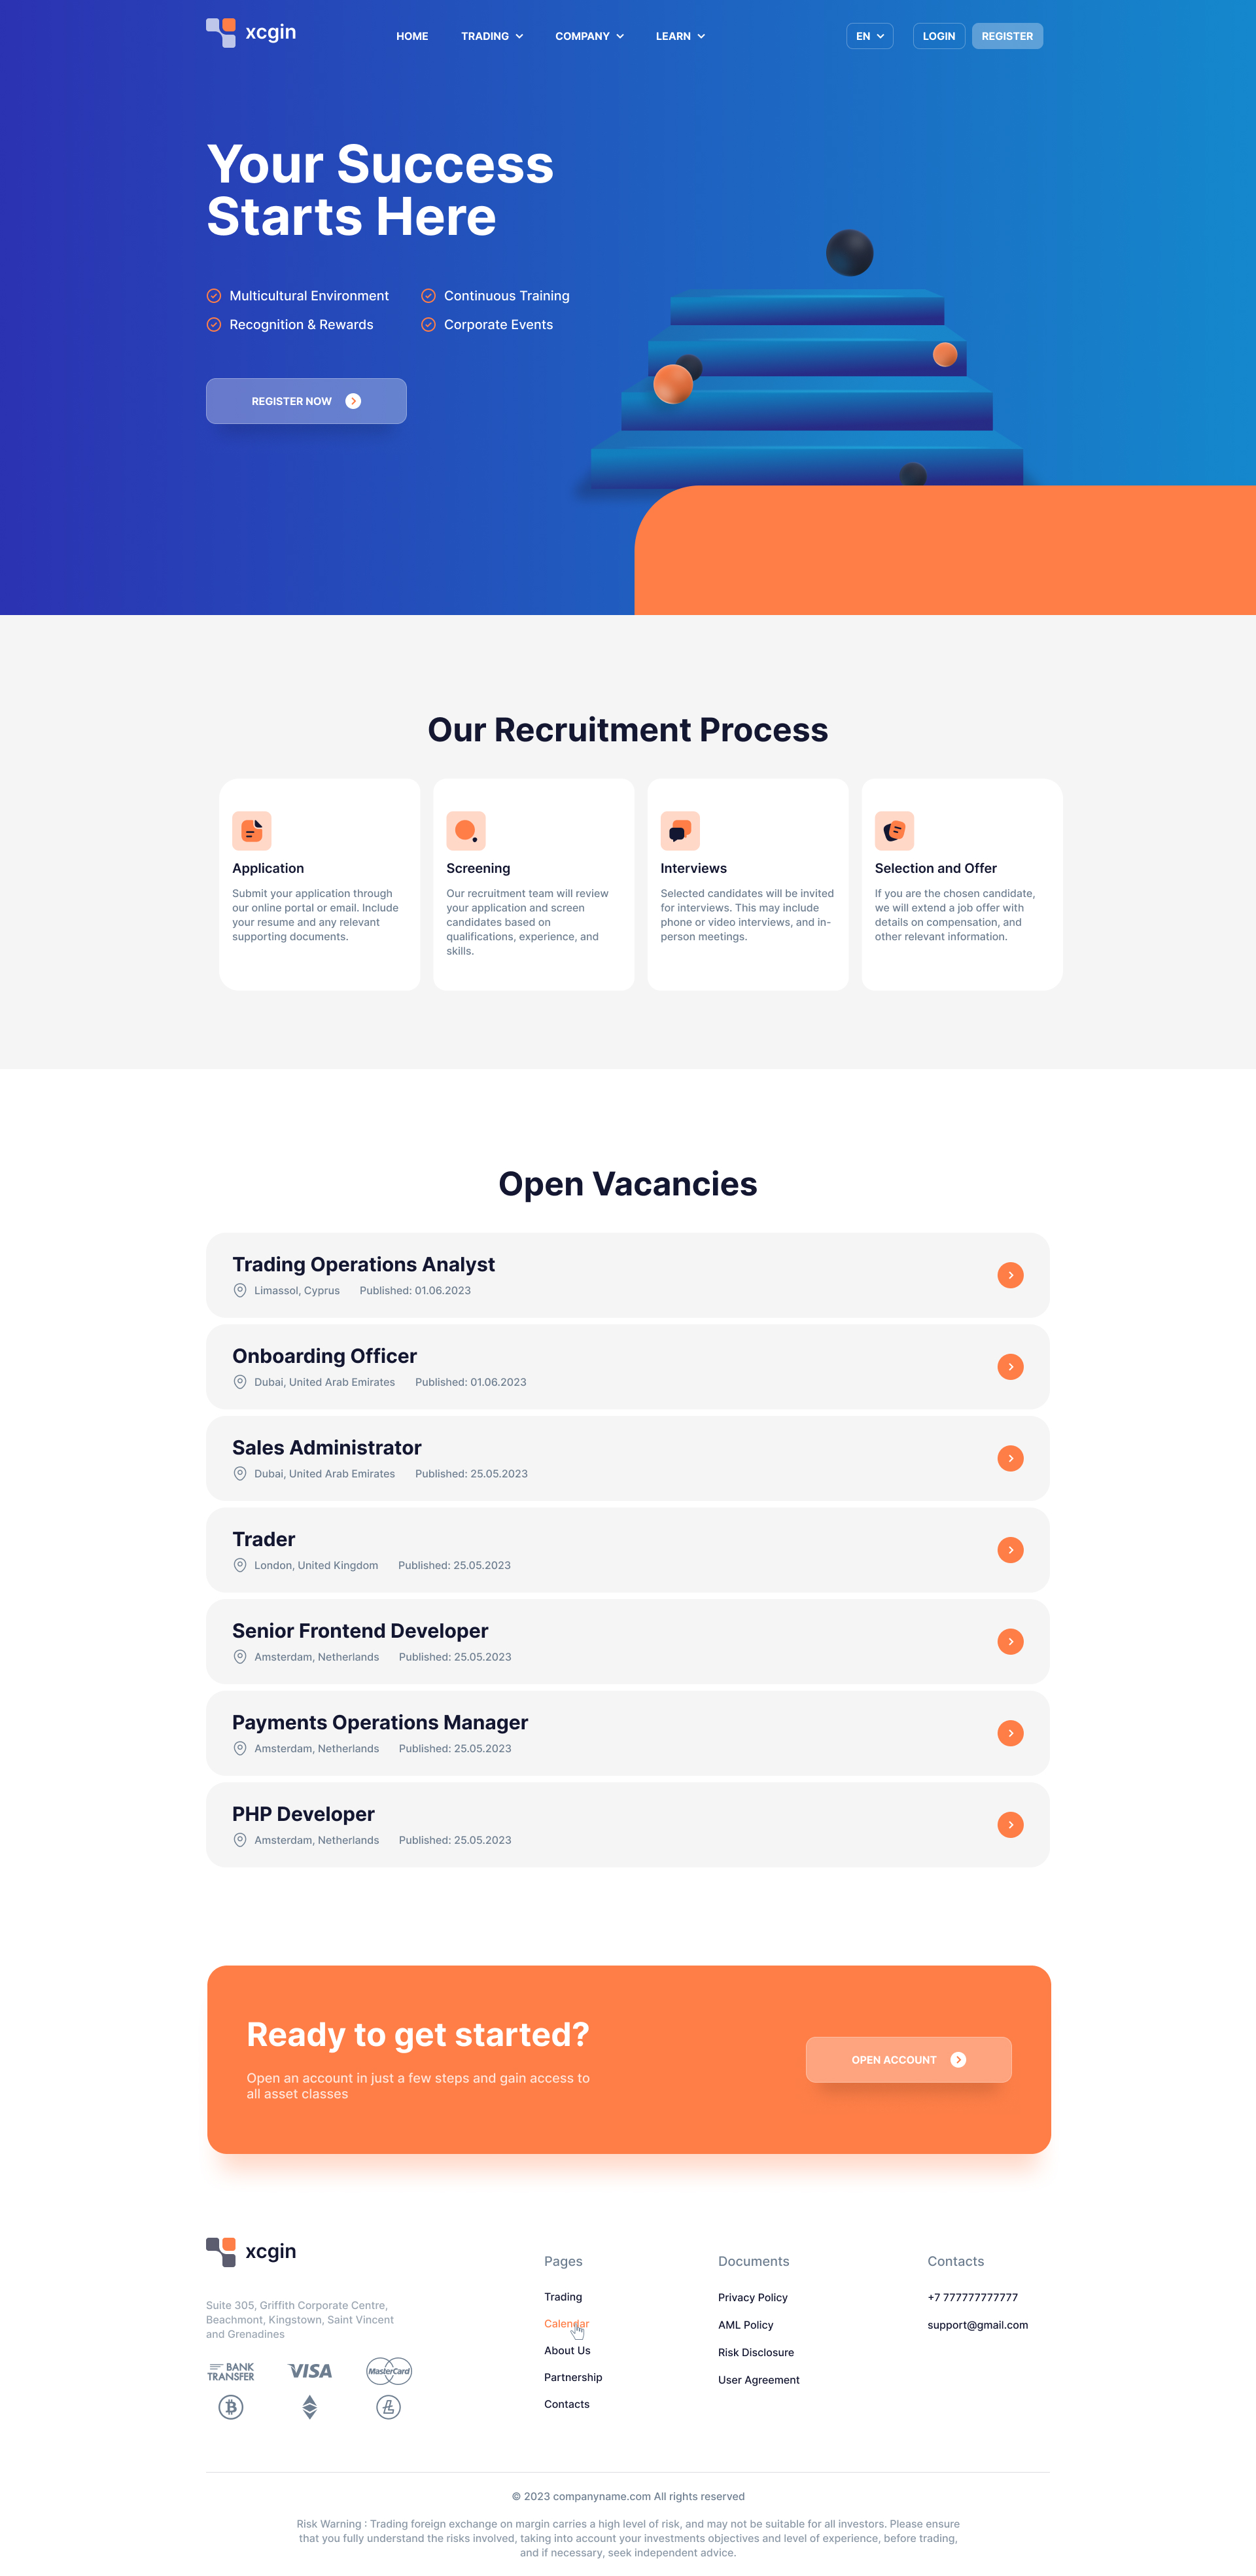 xcgin
HOME
TRADING
COMPANY
LEARN
EN
LOGIN
REGISTER
Your Success
Starts Here
Multicultural Environment
Continuous Training
Recognition & Rewards
Corporate Events
REGISTER NOW
Our Recruitment Process
Application
Submit your application through
our online portal or email. Include
your resume and any relevant
supporting documents.
Screening
Our recruitment team will review
your application and screen
candidates based on
qualifications, experience, and
skills.
Interviews
Selected candidates will be invited
for interviews. This may include
phone or video interviews, and in-
person meetings.
Selection and Offer
If you are the chosen candidate,
we will extend a job offer with
details on compensation, and
other relevant information.
Open Vacancies
Trading Operations Analyst
Limassol, Cyprus
Published: 01.06.2023
Onboarding Officer
Dubai, United Arab Emirates
Published: 01.06.2023
Sales Administrator
Dubai, United Arab Emirates
Published: 25.05.2023
Trader
London, United Kingdom
Published: 25.05.2023
Senior Frontend Developer
Amsterdam, Netherlands
Published: 25.05.2023
Payments Operations Manager
Amsterdam, Netherlands
Published: 25.05.2023
PHP Developer
Amsterdam, Netherlands
Published: 25.05.2023
Ready to get started?
Open an account in just a few steps and gain access to
all asset classes
OPEN ACCOUNT
xcgin
Suite 305, Griffith Corporate Centre,
Beachmont, Kingstown, Saint Vincent
and Grenadines
BANK
TRANSFER
VISA
MasterCard
Pages
Trading
Calendar
About Us
Partnership
Contacts
Documents
Privacy Policy
AML Policy
Risk Disclosure
User Agreement
Contacts
+7 777777777777
support@gmail.com
© 2023 companyname.com All rights reserved
Risk Warning : Trading foreign exchange on margin carries a high level of risk, and may not be suitable for all investors. Please ensure
that you fully understand the risks involved, taking into account your investments objectives and level of experience, before trading,
and if necessary, seek independent advice.